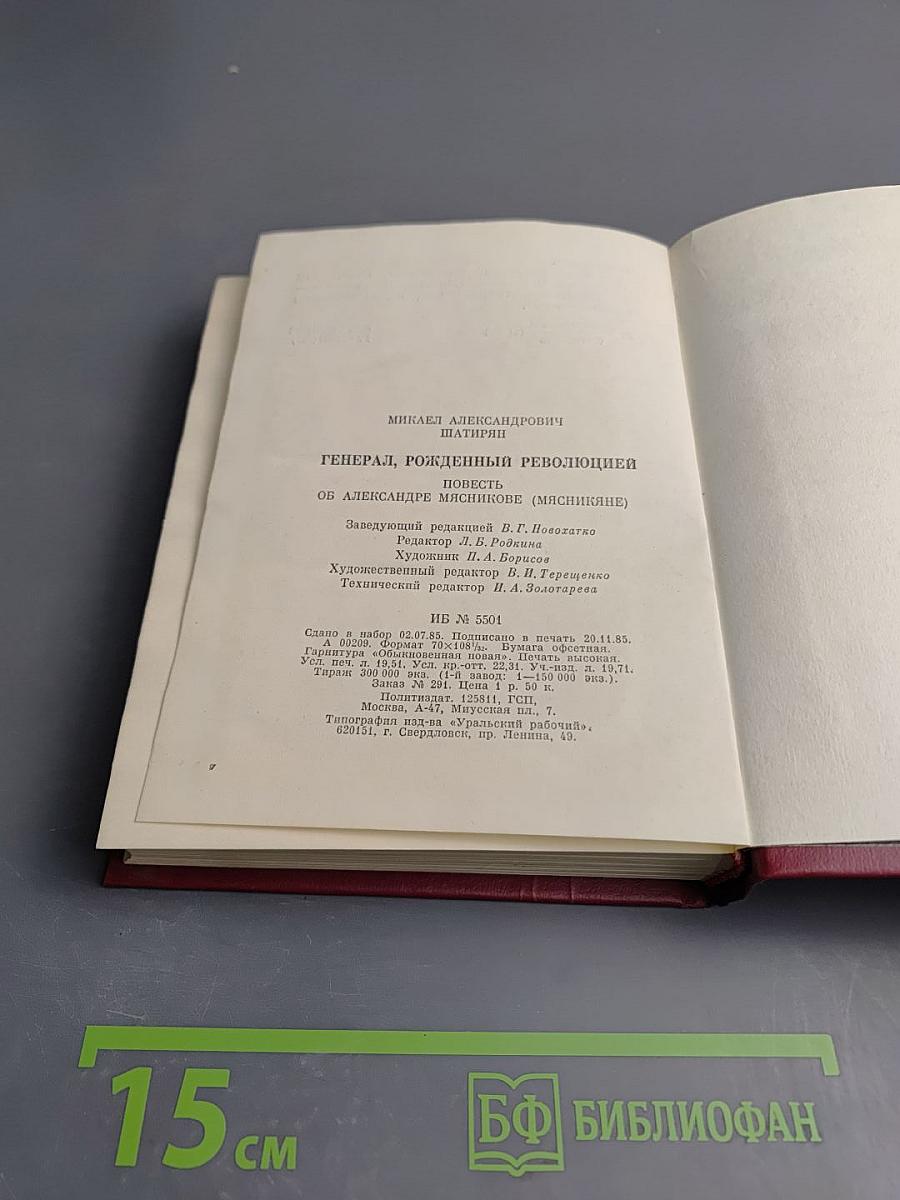 МИКАЕЛ АЛЕКСАНДРОВИЧ
ШАТИРЯН
ГЕНЕРАЛ, РОЖДЕННЫЙ РЕВОЛЮЦИЕЙ
ПОВЕСТЬ
ОБ АЛЕКСАНДРЕ МЯСНИКОВЕ (МЯСНИКЯНЕ)
Заведующий редакцией В. Г. Новохатко
Редактор Л. Б. Родкина
Художник П. А. Борисов
Художественный редактор В. И. Терещенко
Технический редактор И. А. Золотарева
ИБ № 5501
Сдано в набор 02.07.85. Подписано в печать 20.11.85.
А 00209. Формат 70×108¹/₃₂. Бумага офсетная.
Гарнитура «Обыкновенная новая». Печать высокая.
Усл. печ. л. 19,51. Усл. кр.-отт. 22,31. Уч.-изд. л. 19,71.
Тираж 300 000 экз. (1-й завод: 1—150 000 экз.).
Заказ № 291. Цена 1 р. 50 к.
Политиздат. 125811, ГСП,
Москва, А-47, Миусская пл., 7.
Типография изд-ва «Уральский рабочий»,
620151, г. Свердловск, пр. Ленина, 49.
15 см
БФ БИБЛИОФАН